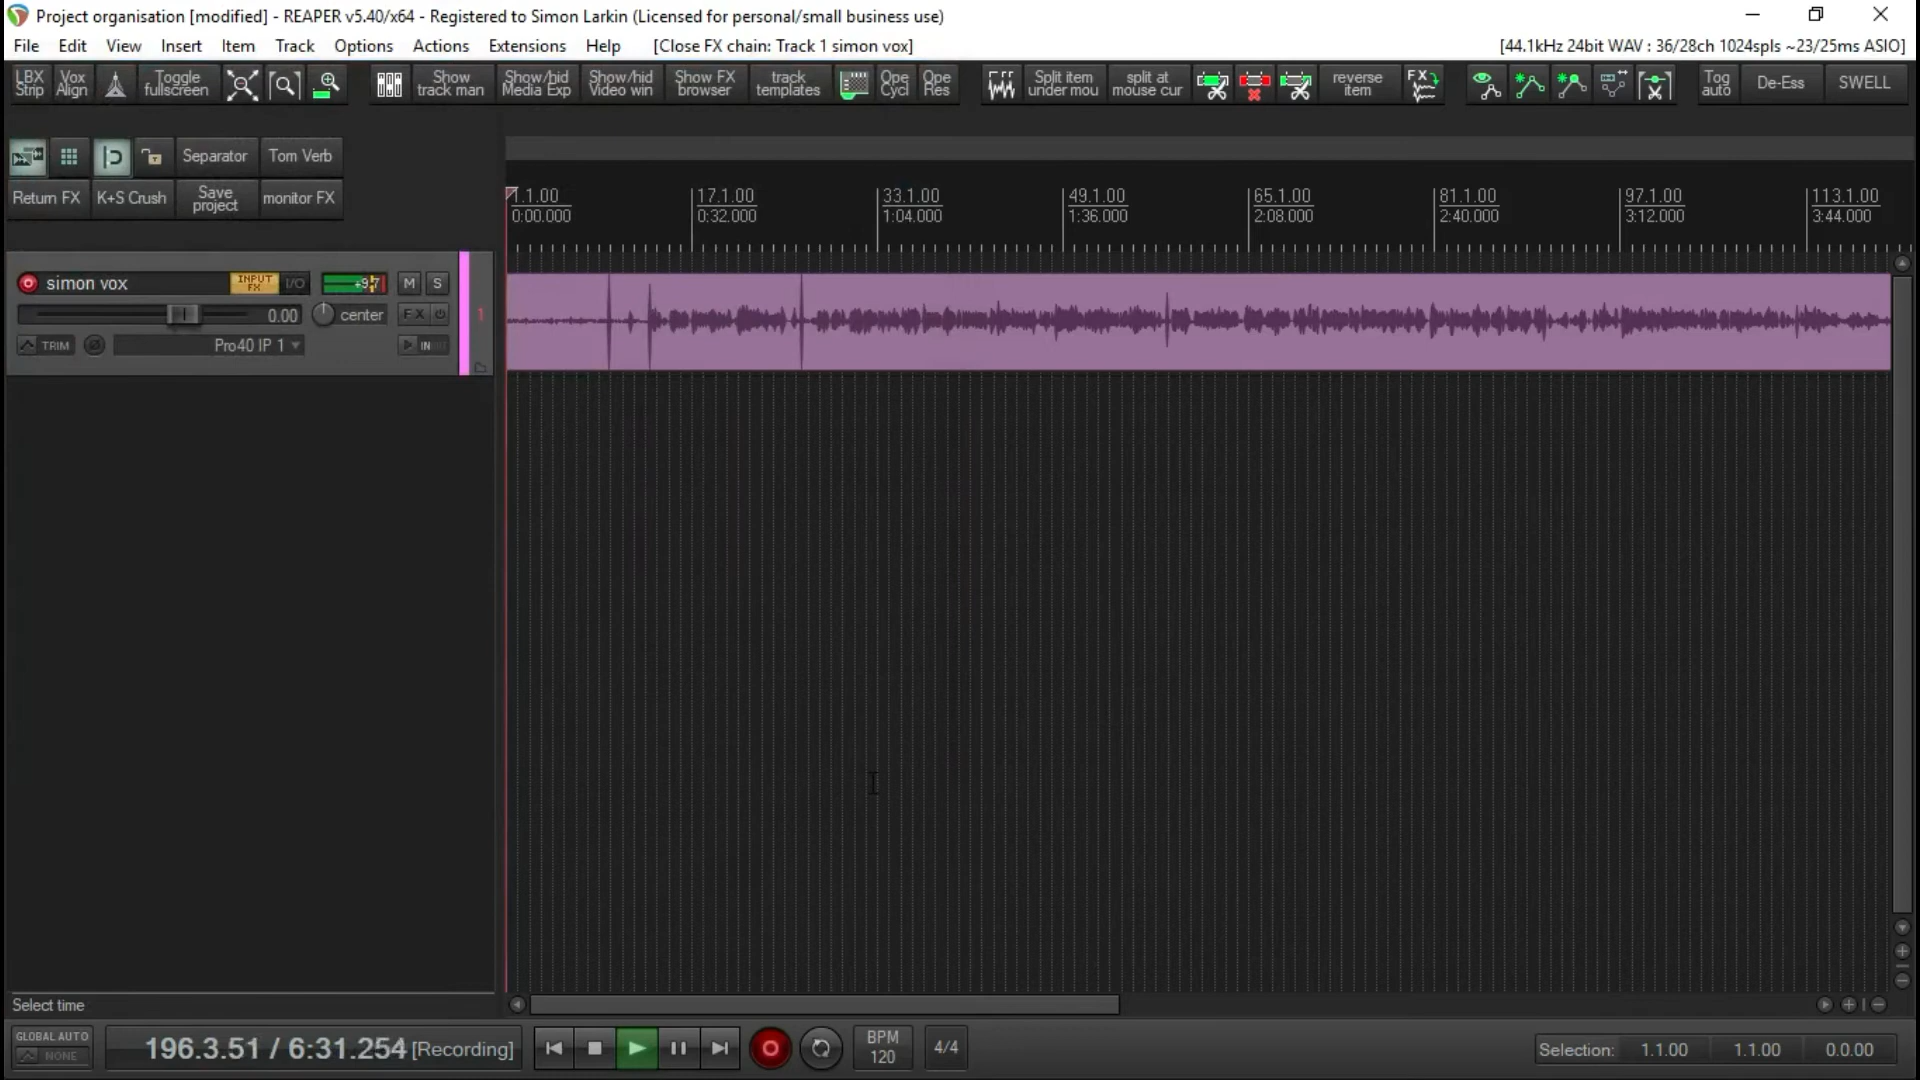 Project organisation [modified] - REAPER v5.40/x64 - Registered to Simon Larkin (Licensed for personal/small business use)
File Edit View Insert Item Track Options Actions Extensions Help [Close FX chain: Track 1 simon vox] [44.1kHz 24bit WAV : 36/28ch 1024spls ~23/25ms ASIO]
LBX Vox Toggle Show Show/hid Show/hid Show FX track Ope Ope Split item split at reverse FX Tog De-Ess SWELL
Strip Align fullscreen track man Media Exp Video win browser templates Cycl Res under mou mouse cur item auto
Separator Tom Verb
Return FX K+S Crush Save project monitor FX
1.1.00 17.1.00 33.1.00 49.1.00 65.1.00 81.1.00 97.1.00 113.1.00
0:00.000 0:32.000 1:04.000 1:36.000 2:08.000 2:40.000 3:12.000 3:44.000
simon vox INPUT FX I/O +9.7 M S
0.00 center FX 1
TRIM Pro40 IP 1 IN
Select time
GLOBAL AUTO
NONE
196.3.51 / 6:31.254 [Recording]
BPM
120
4/4
Selection: 1.1.00 1.1.00 0.0.00